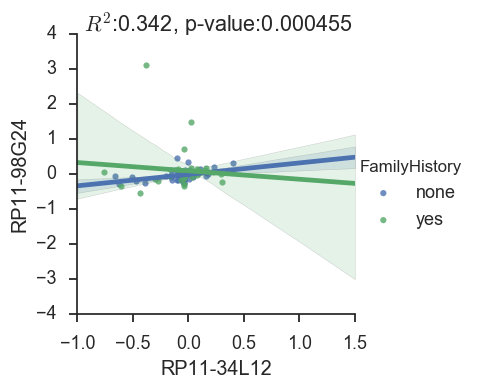 R²:0.342, p-value:0.000455
4
3
2
1
0
−1
−2
−3
−4
RP11-98G24
−1.0 −0.5 0.0 0.5 1.0 1.5
RP11-34L12
FamilyHistory
none
yes